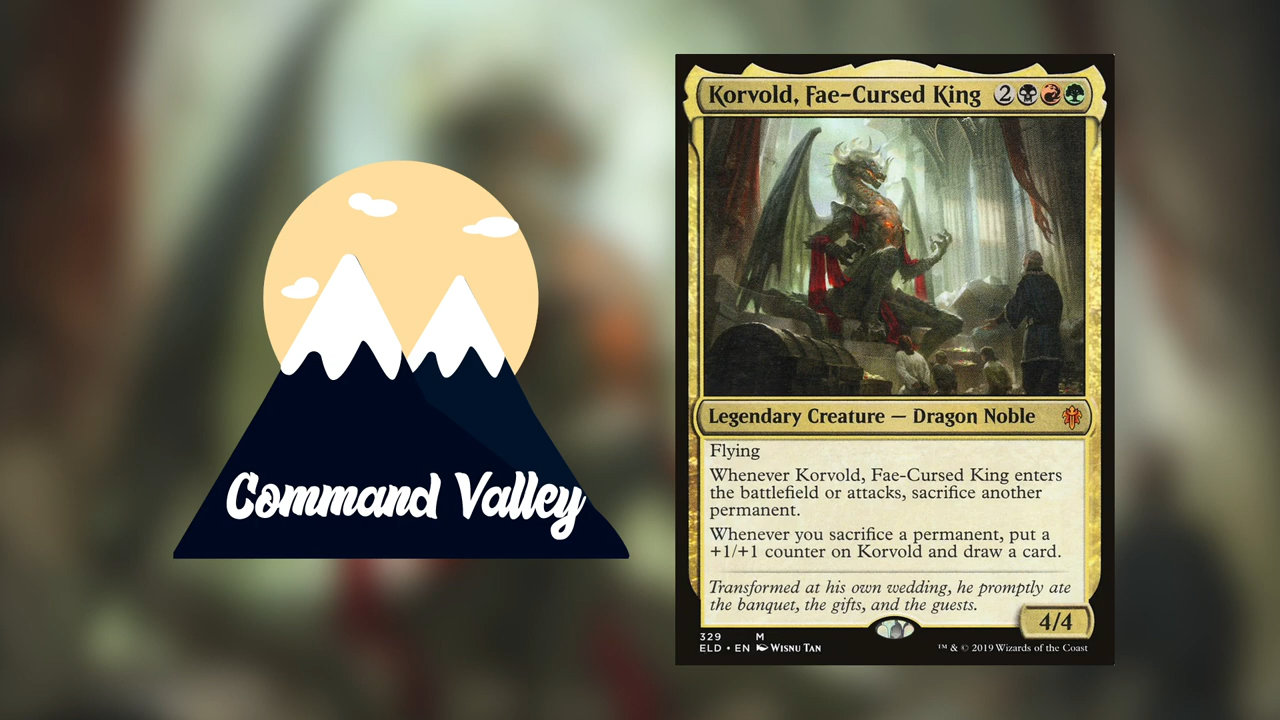 Command Valley
Korvold, Fae-Cursed King 2
Legendary Creature — Dragon Noble
Flying
Whenever Korvold, Fae-Cursed King enters
the battlefield or attacks, sacrifice another
permanent.
Whenever you sacrifice a permanent, put a
+1/+1 counter on Korvold and draw a card.
Transformed at his own wedding, he promptly ate
the banquet, the gifts, and the guests.
4/4
329 M
ELD • EN Wisnu Tan
™ & © 2019 Wizards of the Coast